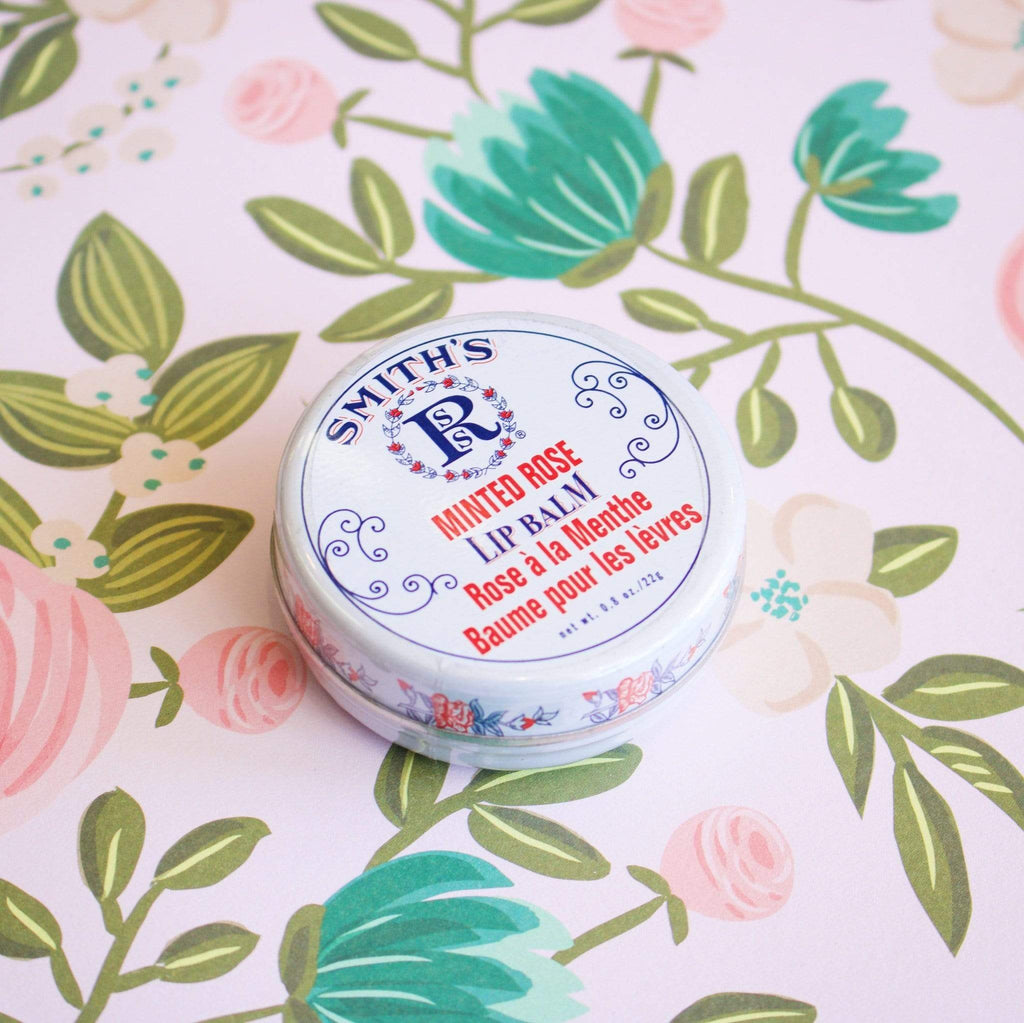 SMITH'S
RSS
®
MINTED ROSE
LIP BALM
Rose à la Menthe
Baume pour les lèvres
net wt. 0.8 oz./22g